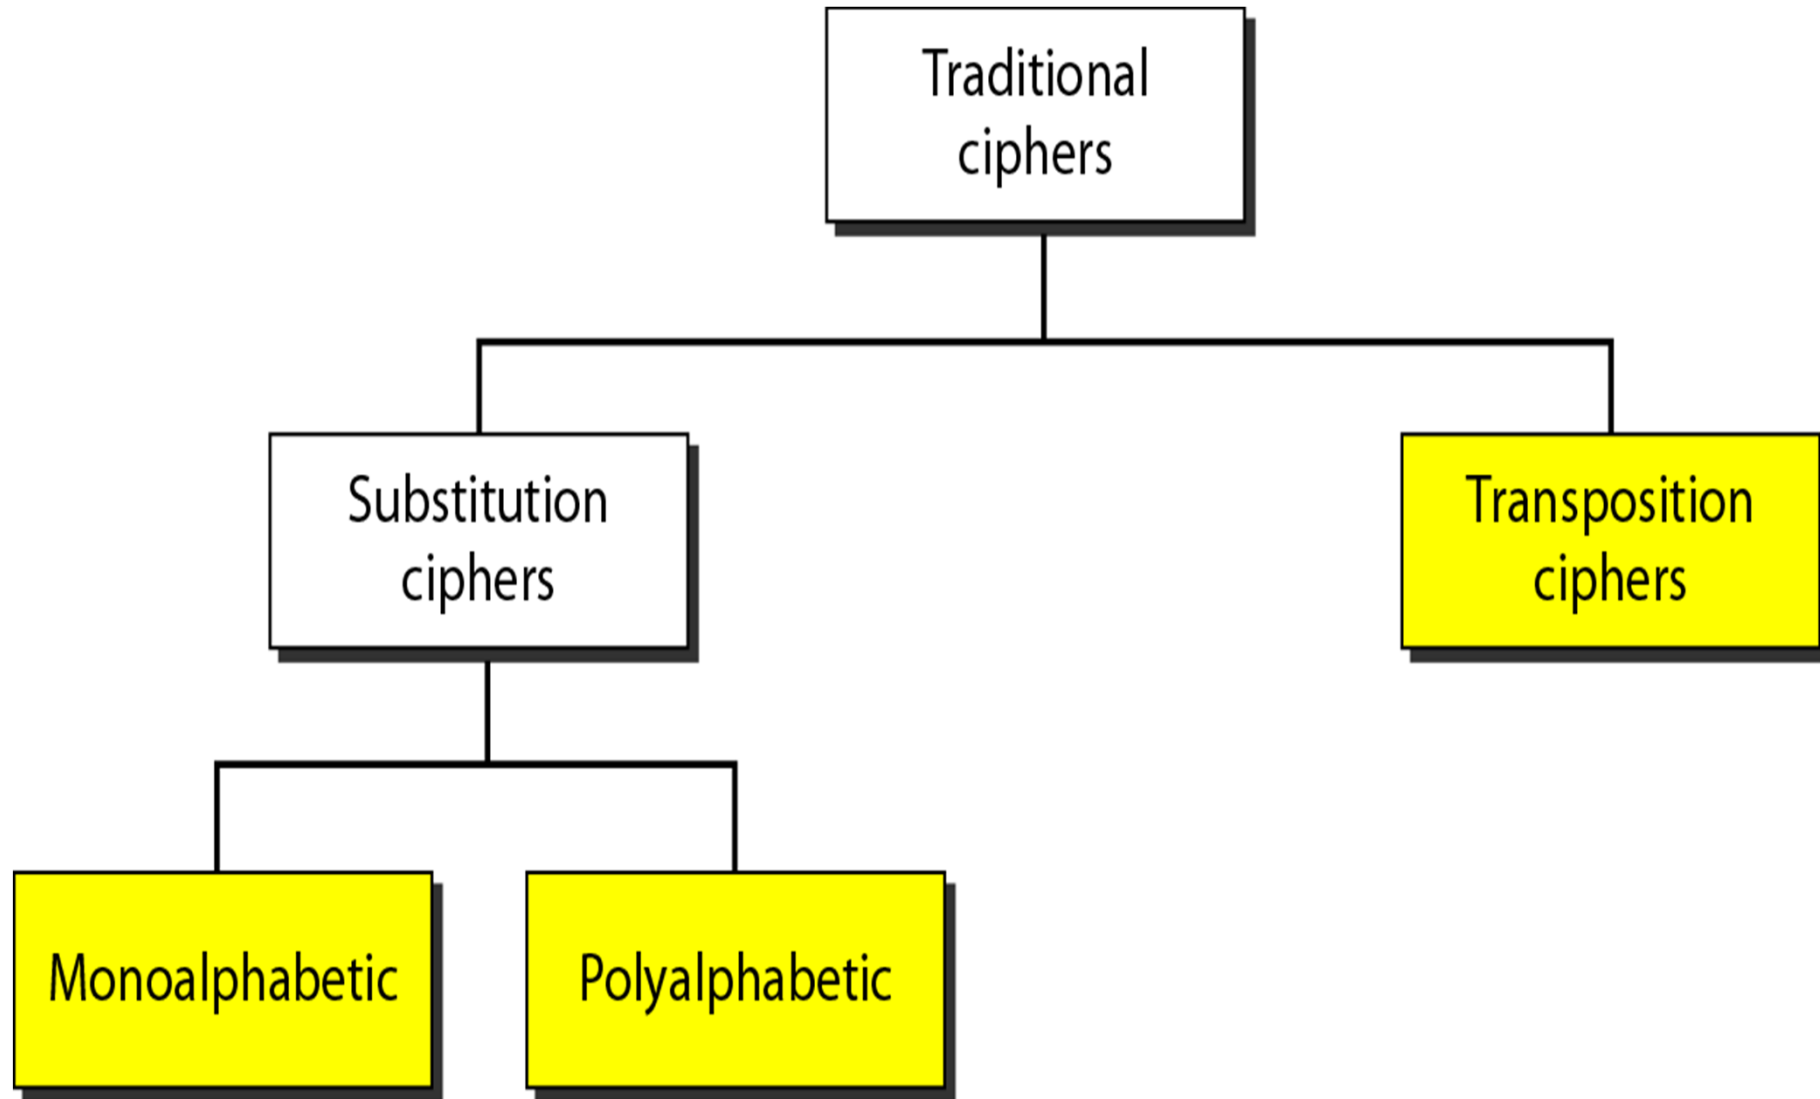 Traditional
ciphers
Substitution
ciphers
Transposition
ciphers
Monoalphabetic
Polyalphabetic